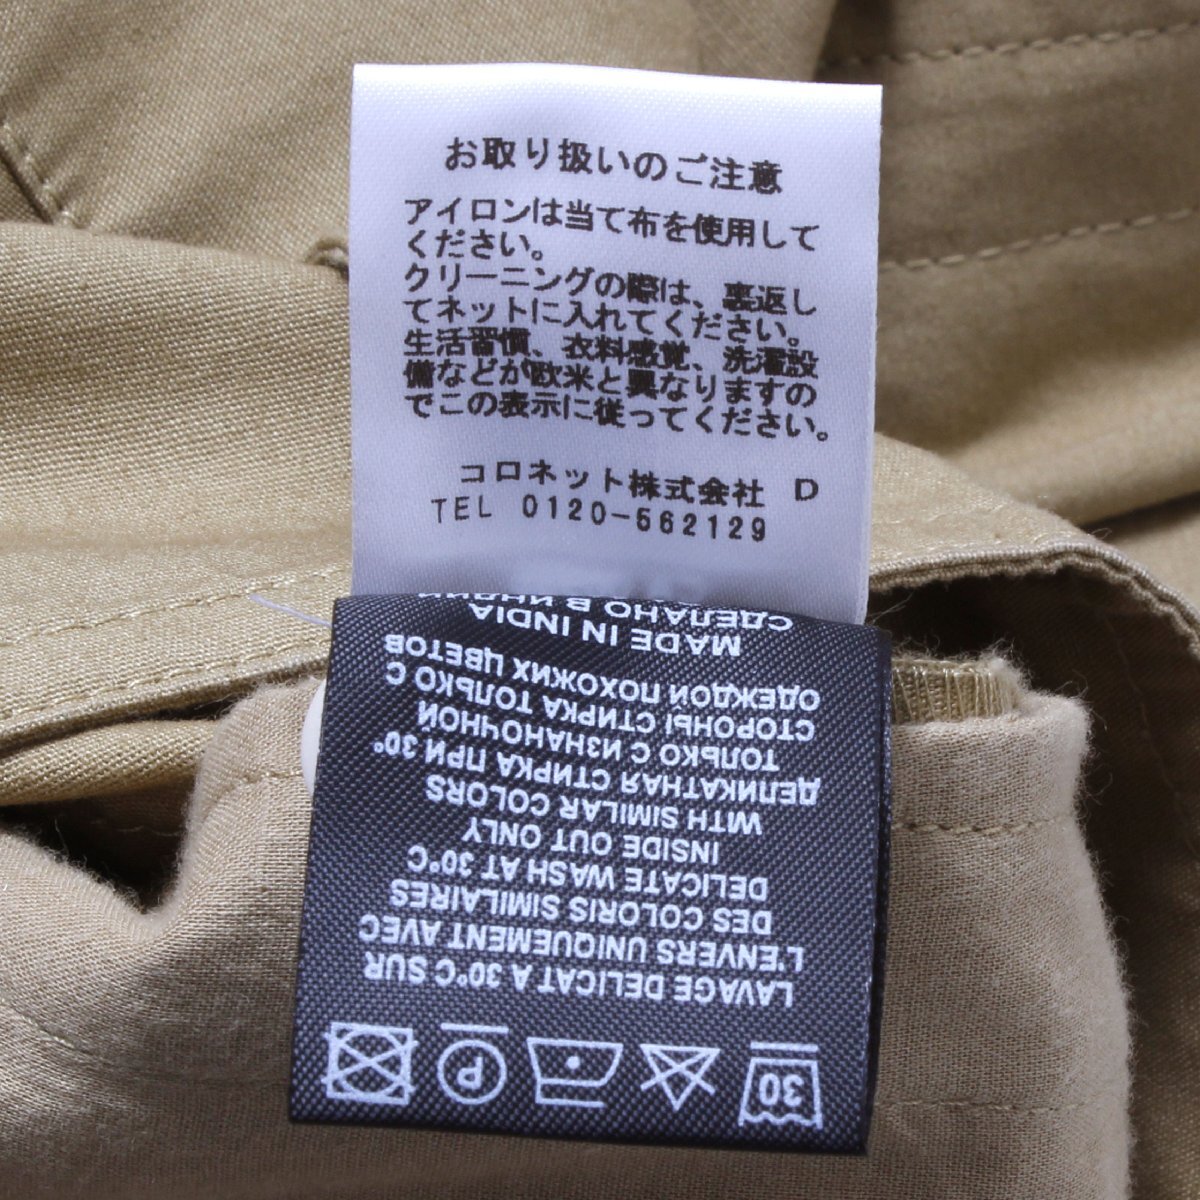 お取り扱いのご注意
アイロンは当て布を使用して
ください。
クリーニングの際は、裏返し
てネットに入れてください。
生活習慣、衣料感覚、洗濯設
備などが欧米と異なりますの
でこの表示に従ってください。
コロネット株式会社 D
TEL 0120-562129
30
P
LAVAGE DELICAT A 30°C SUR
L'ENVERS UNIQUEMENT AVEC
DES COLORIS SIMILAIRES
DELICATE WASH AT 30°C
INSIDE OUT ONLY
WITH SIMILAR COLORS
ДЕЛИКАТНАЯ СТИРКА ПРИ 30°
ТОЛЬКО С ИЗНАНОЧНОЙ
СТОРОНЫ СТИРКА ТОЛЬКО С
ОДЕЖДОЙ ПОХОЖИХ ЦВЕТОВ
MADE IN INDIA
СДЕЛАНО В ИНДИИ